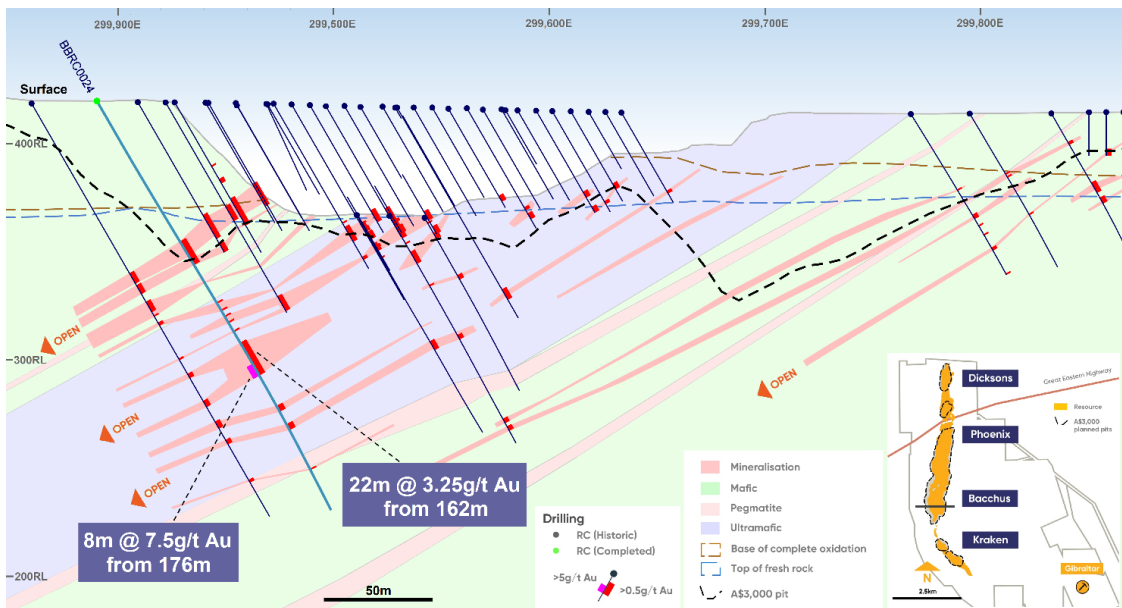 299,900E
299,500E
299,600E
299,700E
299,800E
BBRC0024
Surface
400RL
300RL
200RL
OPEN
OPEN
OPEN
OPEN
22m @ 3.25g/t Au
from 162m
8m @ 7.5g/t Au
from 176m
50m
Drilling
RC (Historic)
RC (Completed)
>5g/t Au
>0.5g/t Au
Mineralisation
Mafic
Pegmatite
Ultramafic
Base of complete oxidation
Top of fresh rock
A$3,000 pit
Dicksons
Great Eastern Highway
Resource
A$3,000
planned pits
Phoenix
Bacchus
Kraken
Gibraltar
N
2.5km